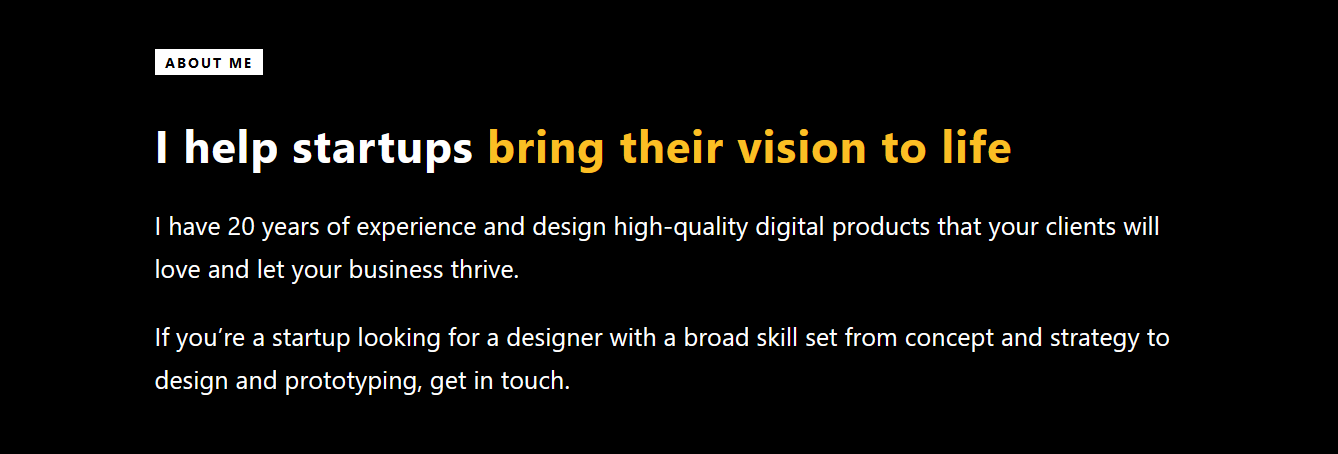 ABOUT ME
I help startups bring their vision to life
I have 20 years of experience and design high-quality digital products that your clients will
love and let your business thrive.
If you’re a startup looking for a designer with a broad skill set from concept and strategy to
design and prototyping, get in touch.